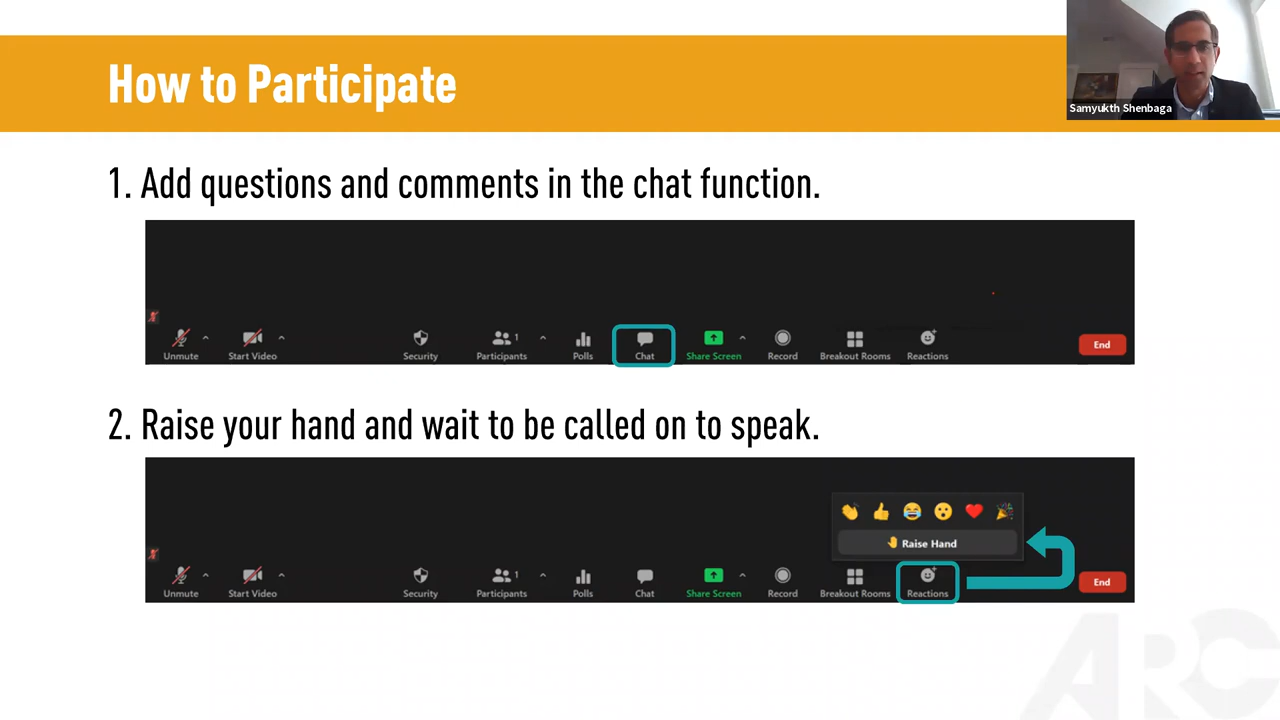 How to Participate
Samyukth Shenbaga
1. Add questions and comments in the chat function.
Unmute Start Video Security Participants 1 Polls Chat Share Screen Record Breakout Rooms Reactions End
2. Raise your hand and wait to be called on to speak.
Raise Hand
Unmute Start Video Security Participants 1 Polls Chat Share Screen Record Breakout Rooms Reactions End
ARC